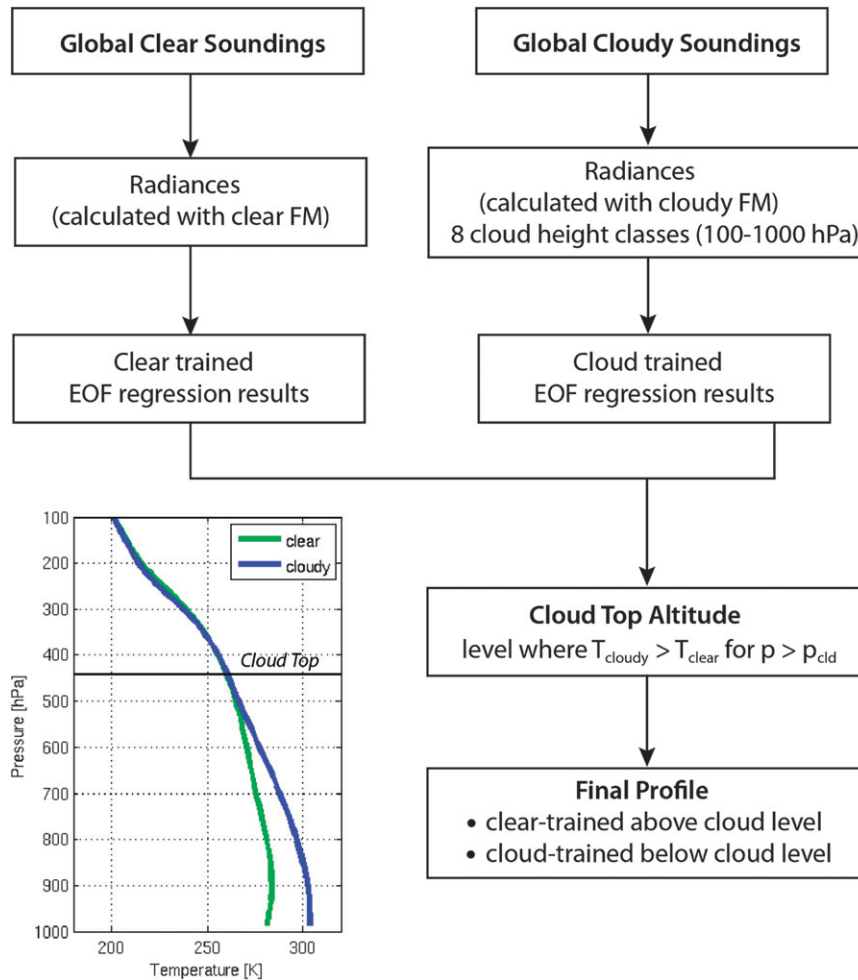 Global Clear Soundings
Global Cloudy Soundings
Radiances
(calculated with clear FM)
Radiances
(calculated with cloudy FM)
8 cloud height classes (100-1000 hPa)
Clear trained
EOF regression results
Cloud trained
EOF regression results
100
200
300
400
500
600
700
800
900
1000
Pressure [hPa]
clear
cloudy
Cloud Top
200
250
300
Temperature [K]
Cloud Top Altitude
level where Tcloudy > Tclear for p > pcld
Final Profile
• clear-trained above cloud level
• cloud-trained below cloud level